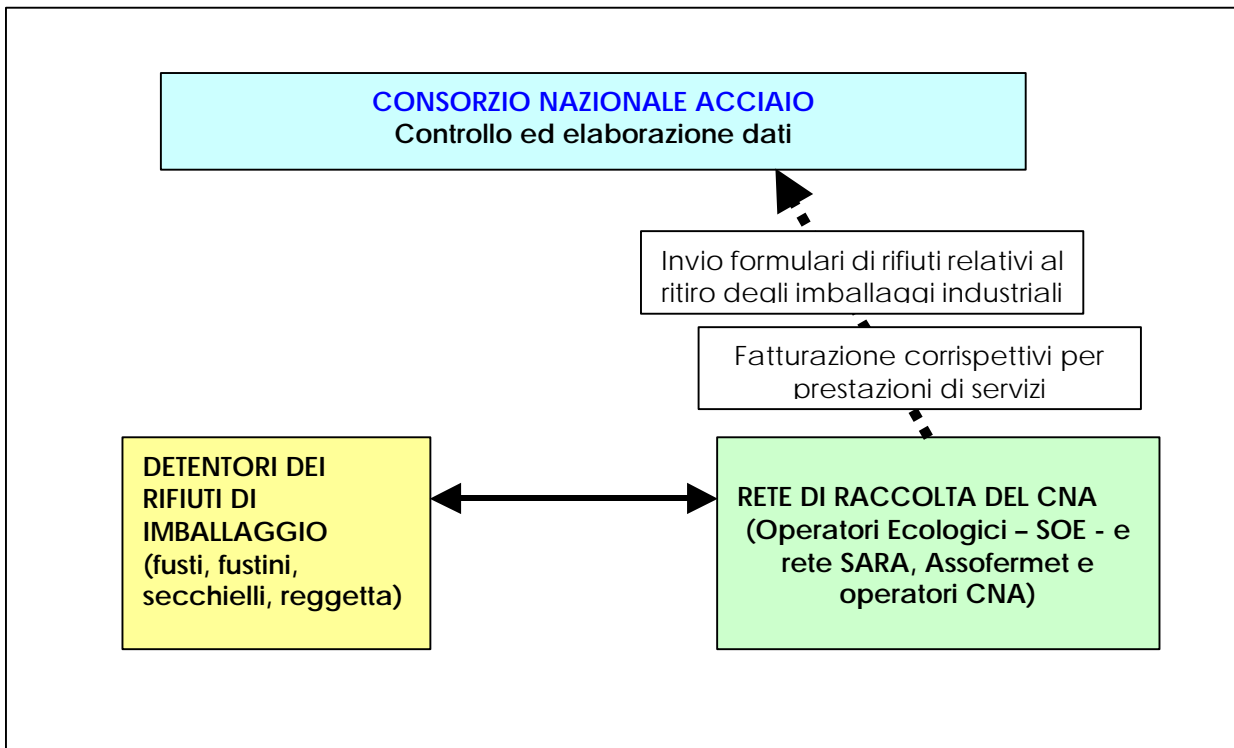 CONSORZIO NAZIONALE ACCIAIO
Controllo ed elaborazione dati
Invio formulari di rifiuti relativi al
ritiro degli imballaggi industriali
Fatturazione corrispettivi per
prestazioni di servizi
DETENTORI DEI
RIFIUTI DI
IMBALLAGGIO
(fusti, fustini,
secchielli, reggetta)
RETE DI RACCOLTA DEL CNA
(Operatori Ecologici – SOE - e
rete SARA, Assofermet e
operatori CNA)